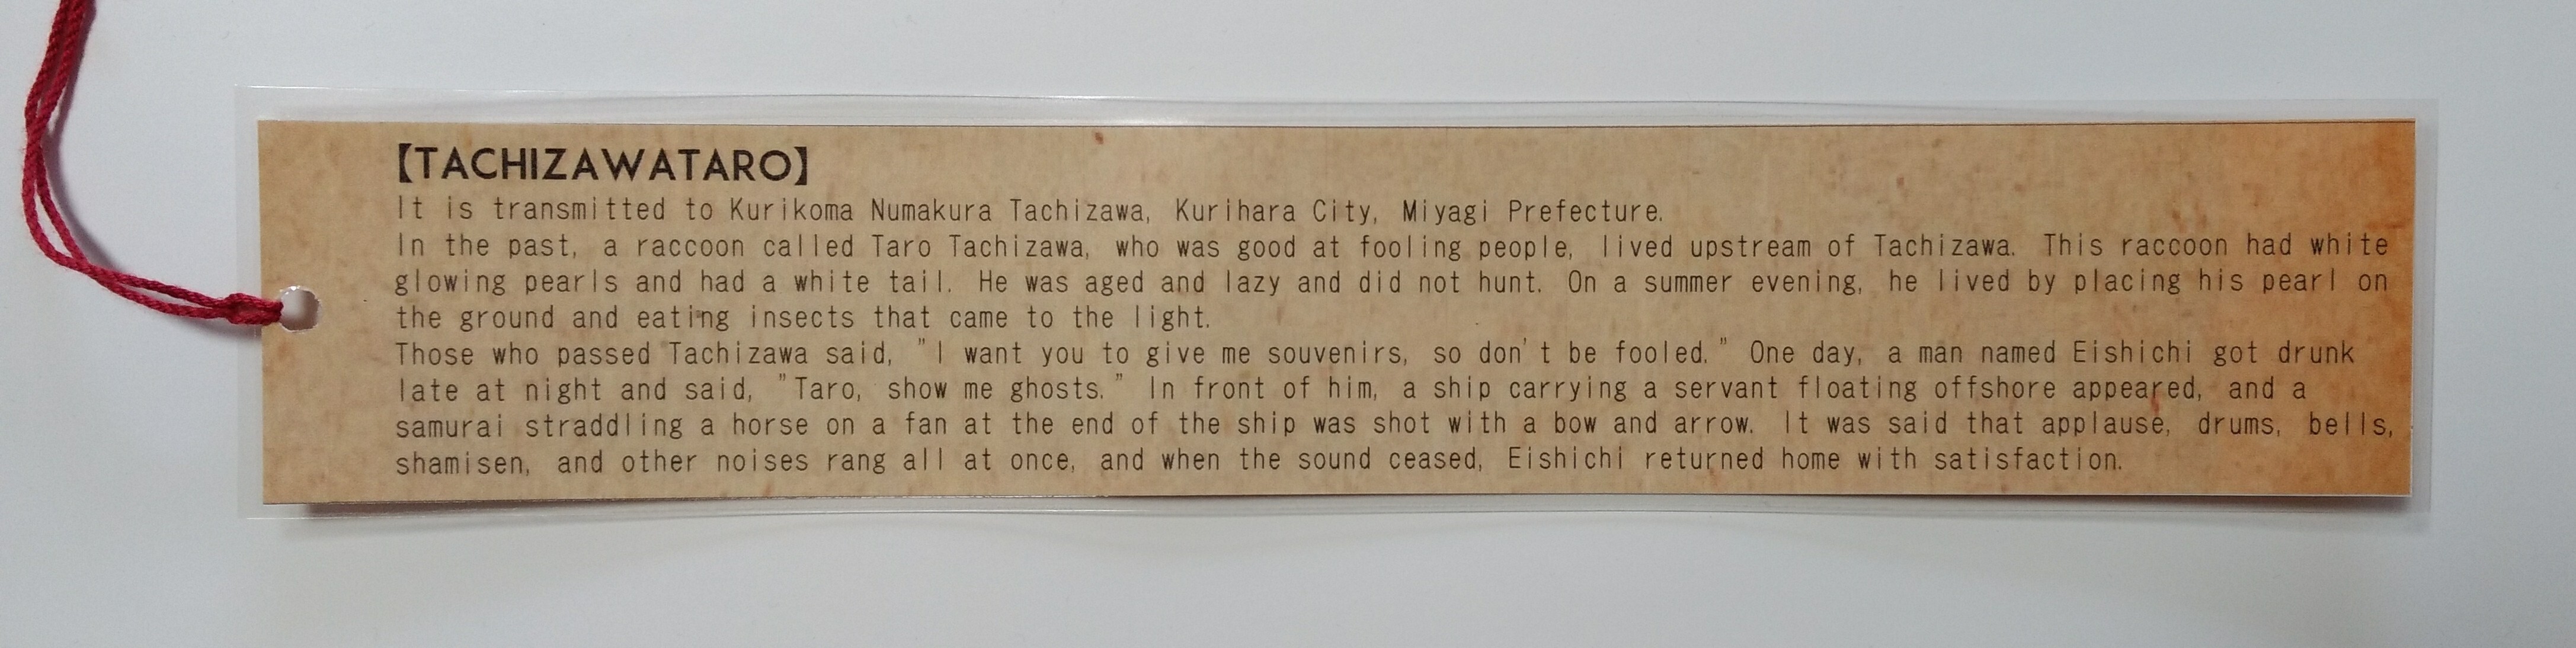 【TACHIZAWATARO】
It is transmitted to Kurikoma Numakura Tachizawa, Kurihara City, Miyagi Prefecture.
In the past, a raccoon called Taro Tachizawa, who was good at fooling people, lived upstream of Tachizawa. This raccoon had white
glowing pearls and had a white tail. He was aged and lazy and did not hunt. On a summer evening, he lived by placing his pearl on
the ground and eating insects that came to the light.
Those who passed Tachizawa said, "I want you to give me souvenirs, so don't be fooled." One day, a man named Eishichi got drunk
late at night and said, "Taro, show me ghosts." In front of him, a ship carrying a servant floating offshore appeared, and a
samurai straddling a horse on a fan at the end of the ship was shot with a bow and arrow. It was said that applause, drums, bells,
shamisen, and other noises rang all at once, and when the sound ceased, Eishichi returned home with satisfaction.